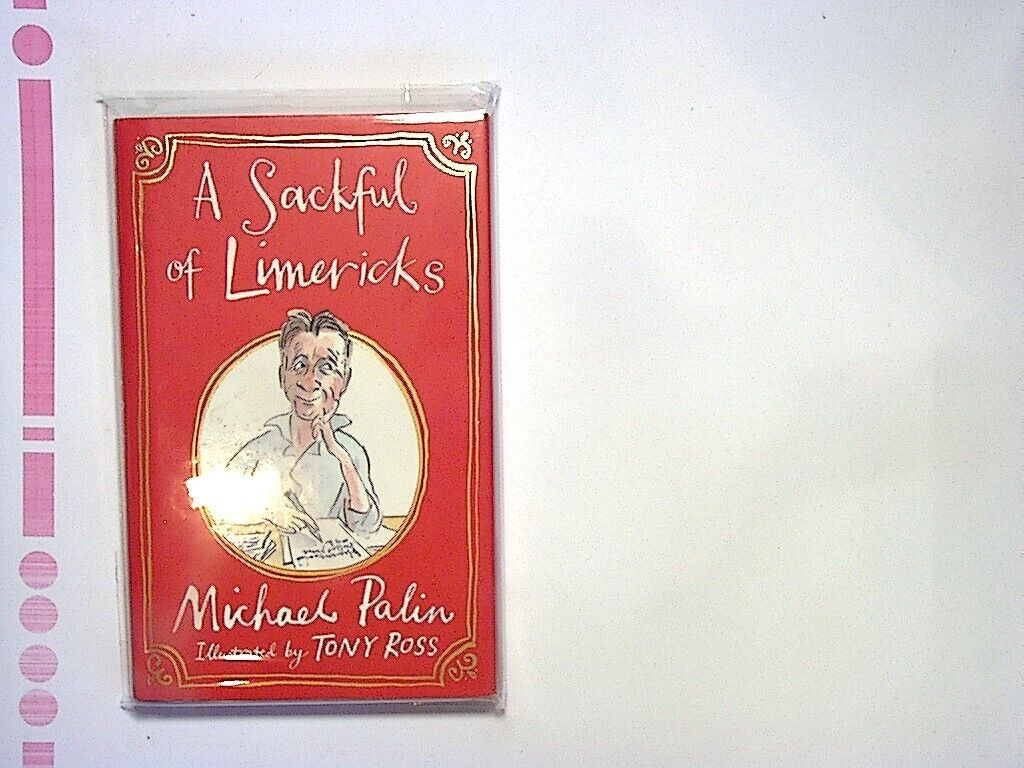 A Sackful
of Limericks
Michael Palin
Illustrated by TONY ROSS